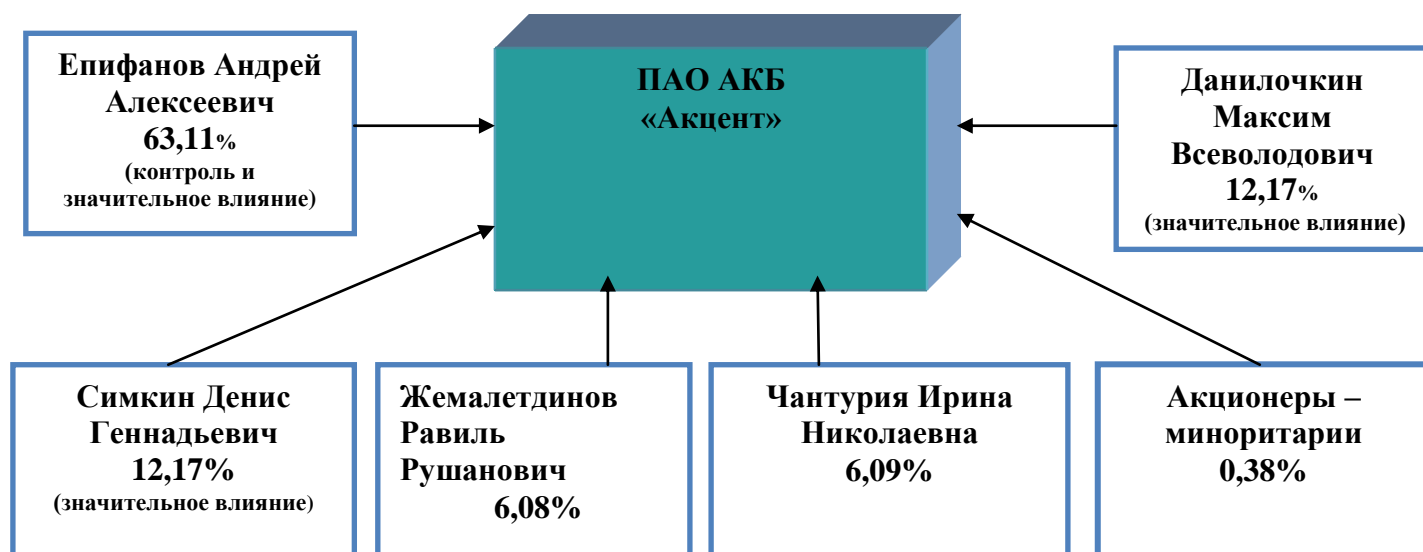 Епифанов Андрей
Алексеевич
63,11%
(контроль и
значительное влияние)
ПАО АКБ
«Акцент»
Данилочкин
Максим
Всеволодович
12,17%
(значительное влияние)
Симкин Денис
Геннадьевич
12,17%
(значительное влияние)
Жемалетдинов
Равиль
Рушанович
6,08%
Чантурия Ирина
Николаевна
6,09%
Акционеры –
миноритарии
0,38%